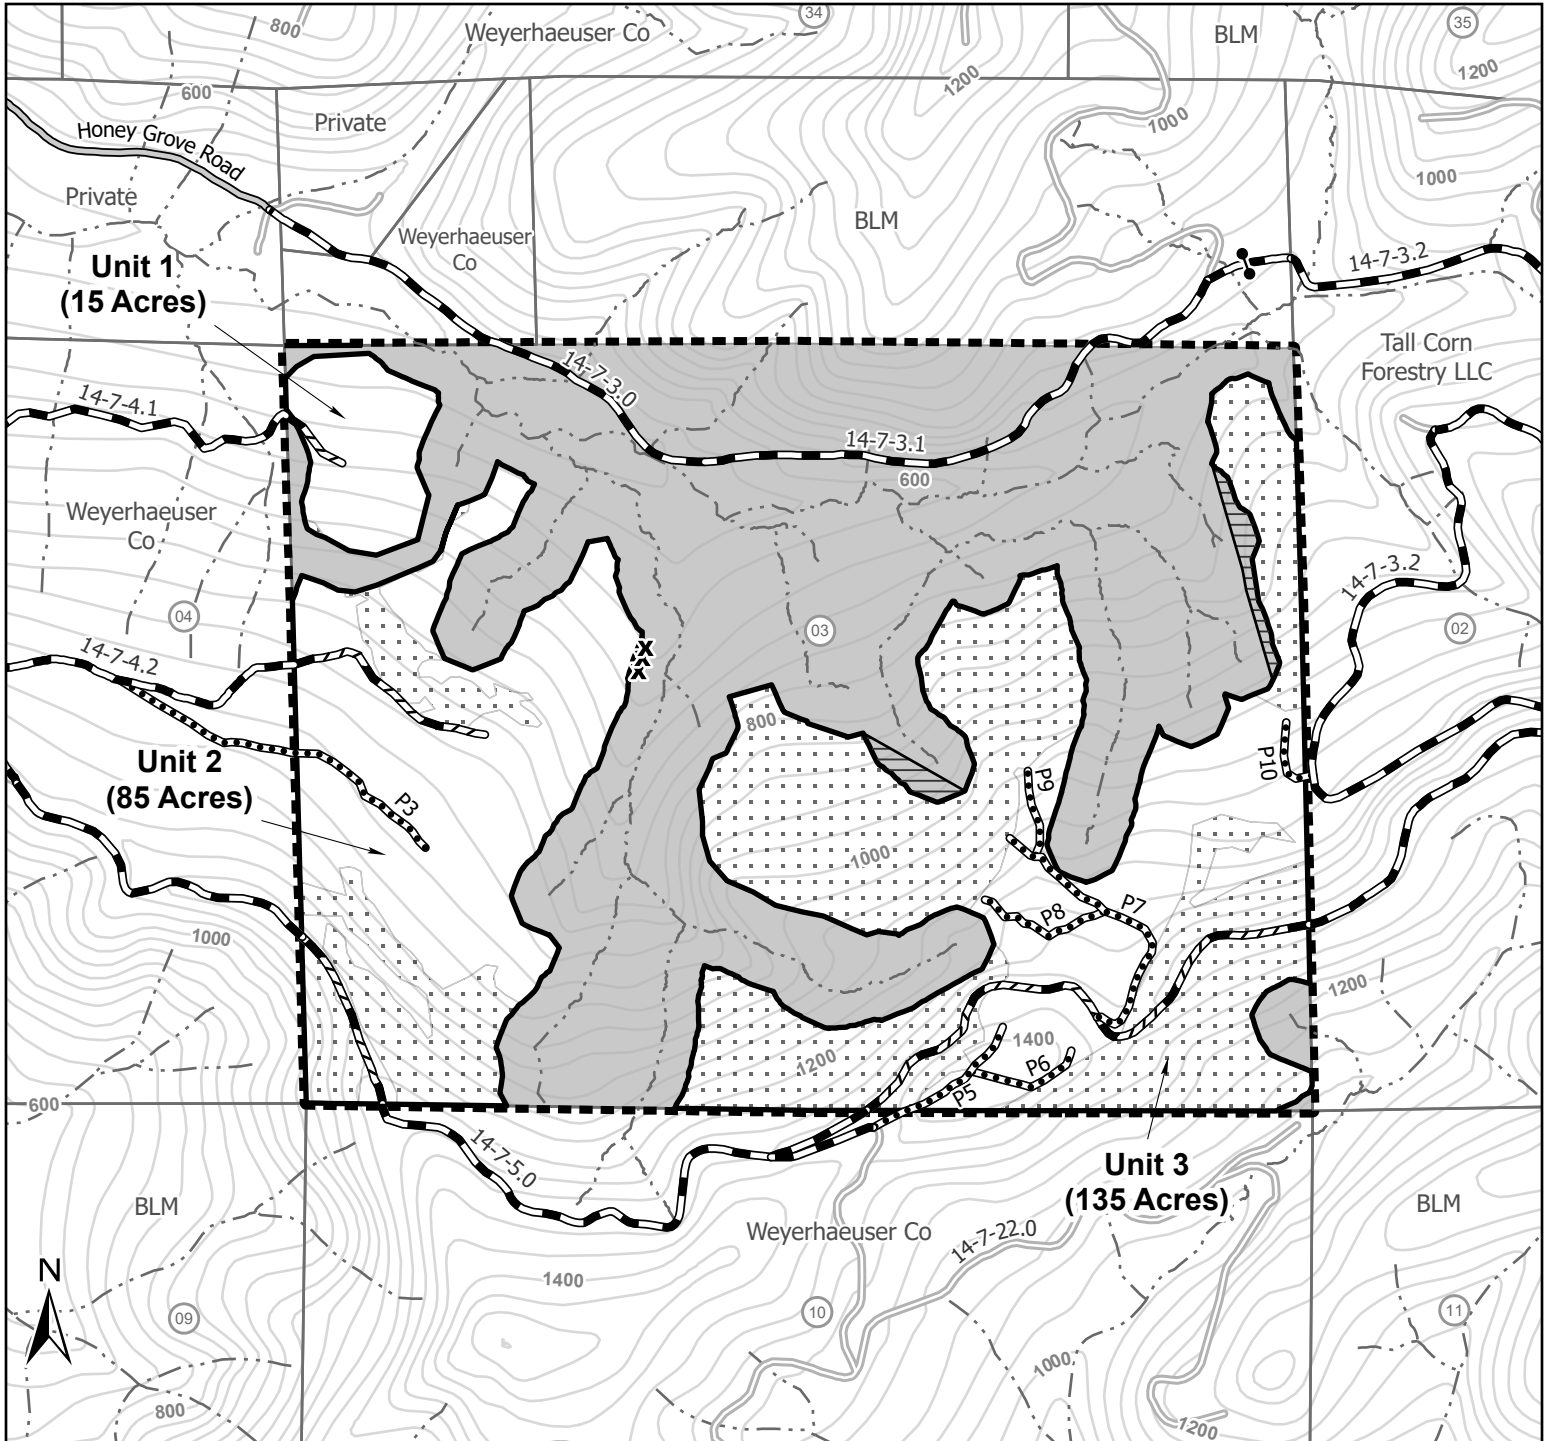 34
35
800
Weyerhaeuser Co
BLM
1200
1200
600
Private
1000
Honey Grove Road
1000
Private
BLM
Weyerhaeuser
Co
14-7-3.2
Unit 1
(15 Acres)
Tall Corn
Forestry LLC
14-7-3.0
14-7-4.1
14-7-3.1
600
Weyerhaeuser
Co
14-7-3.2
04
03
02
X
X
X
14-7-4.2
800
Unit 2
(85 Acres)
P10
P9
P3
1000
P7
P8
1000
1200
1400
1200
P6
P5
600
14-7-5.0
Unit 3
(135 Acres)
BLM
BLM
Weyerhaeuser Co
14-7-22.0
N
1400
09
10
11
1000
800
1200